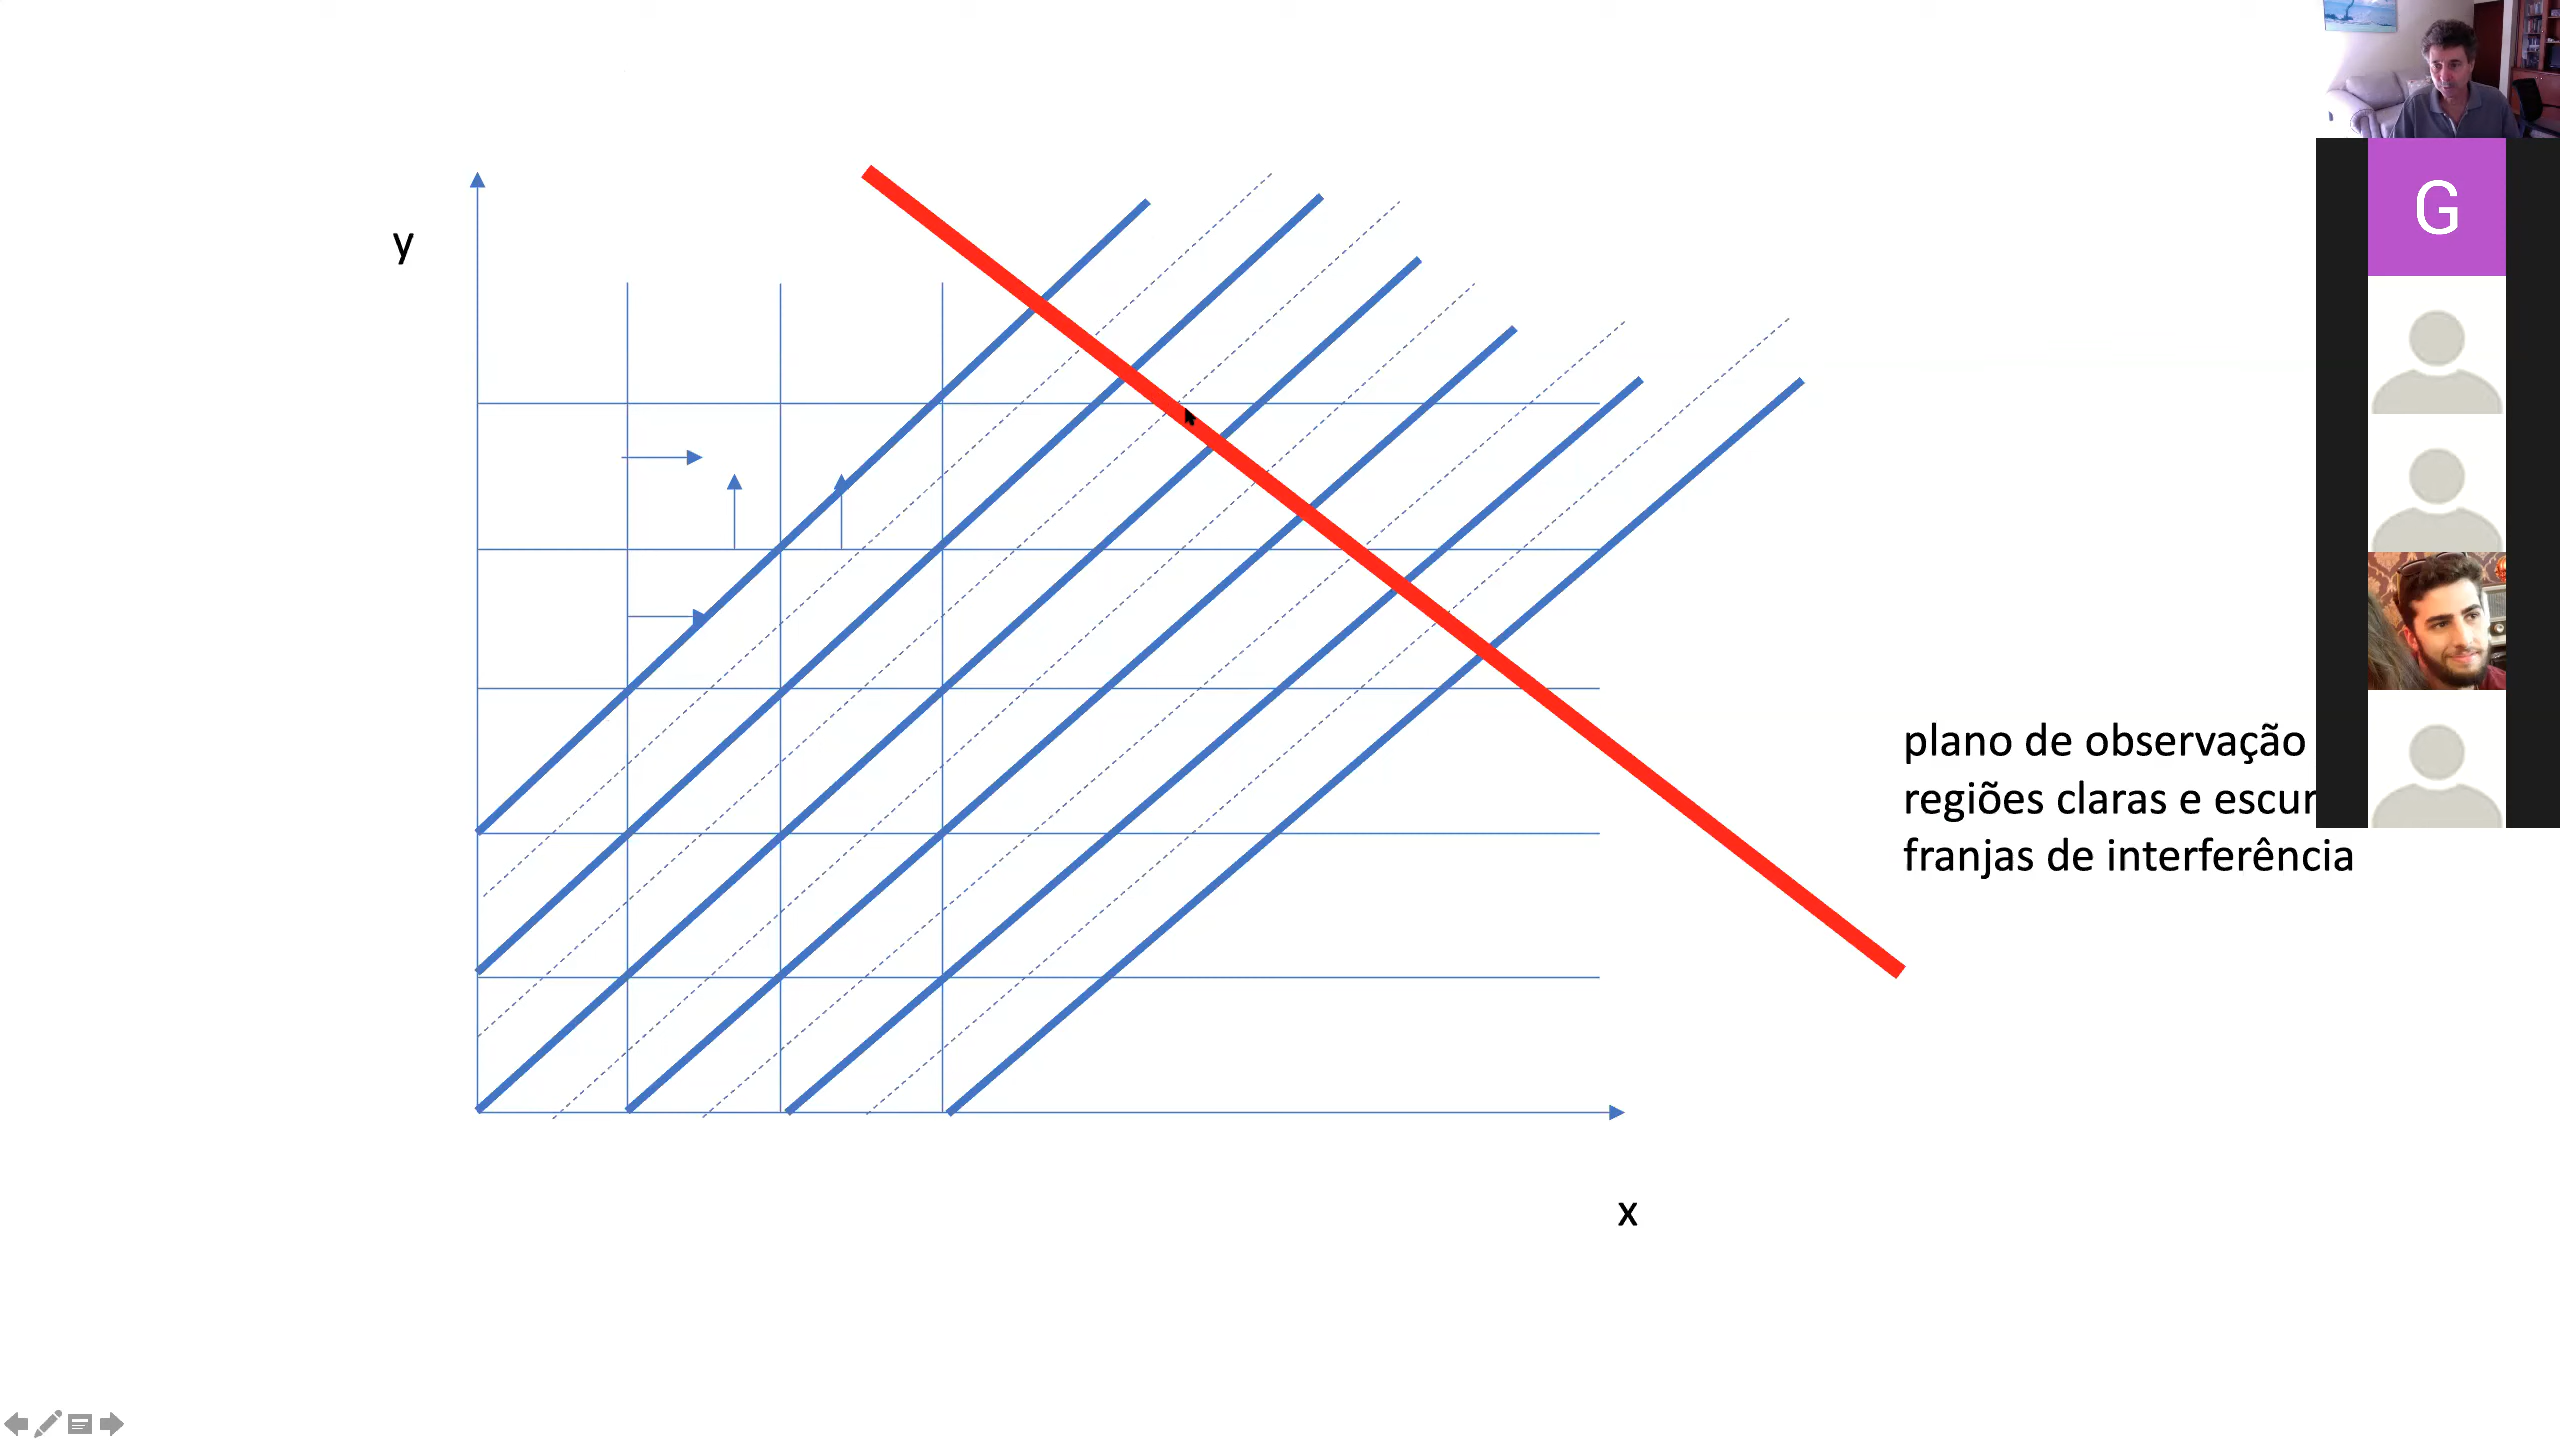 y
G
plano de observação
regiões claras e escur
franjas de interferência
x